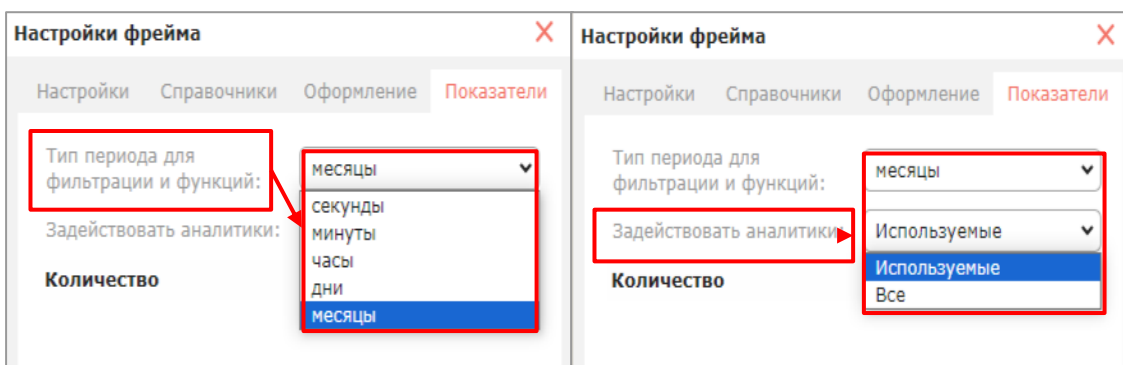 Настройки фрейма
Настройки Справочники Оформление Показатели
Тип периода для
фильтрации и функций:
месяцы
секунды
минуты
часы
дни
месяцы
Задействовать аналитики:
Количество
Настройки фрейма
Настройки Справочники Оформление Показатели
Тип периода для
фильтрации и функций:
месяцы
Задействовать аналитики:
Используемые
Используемые
Все
Количество